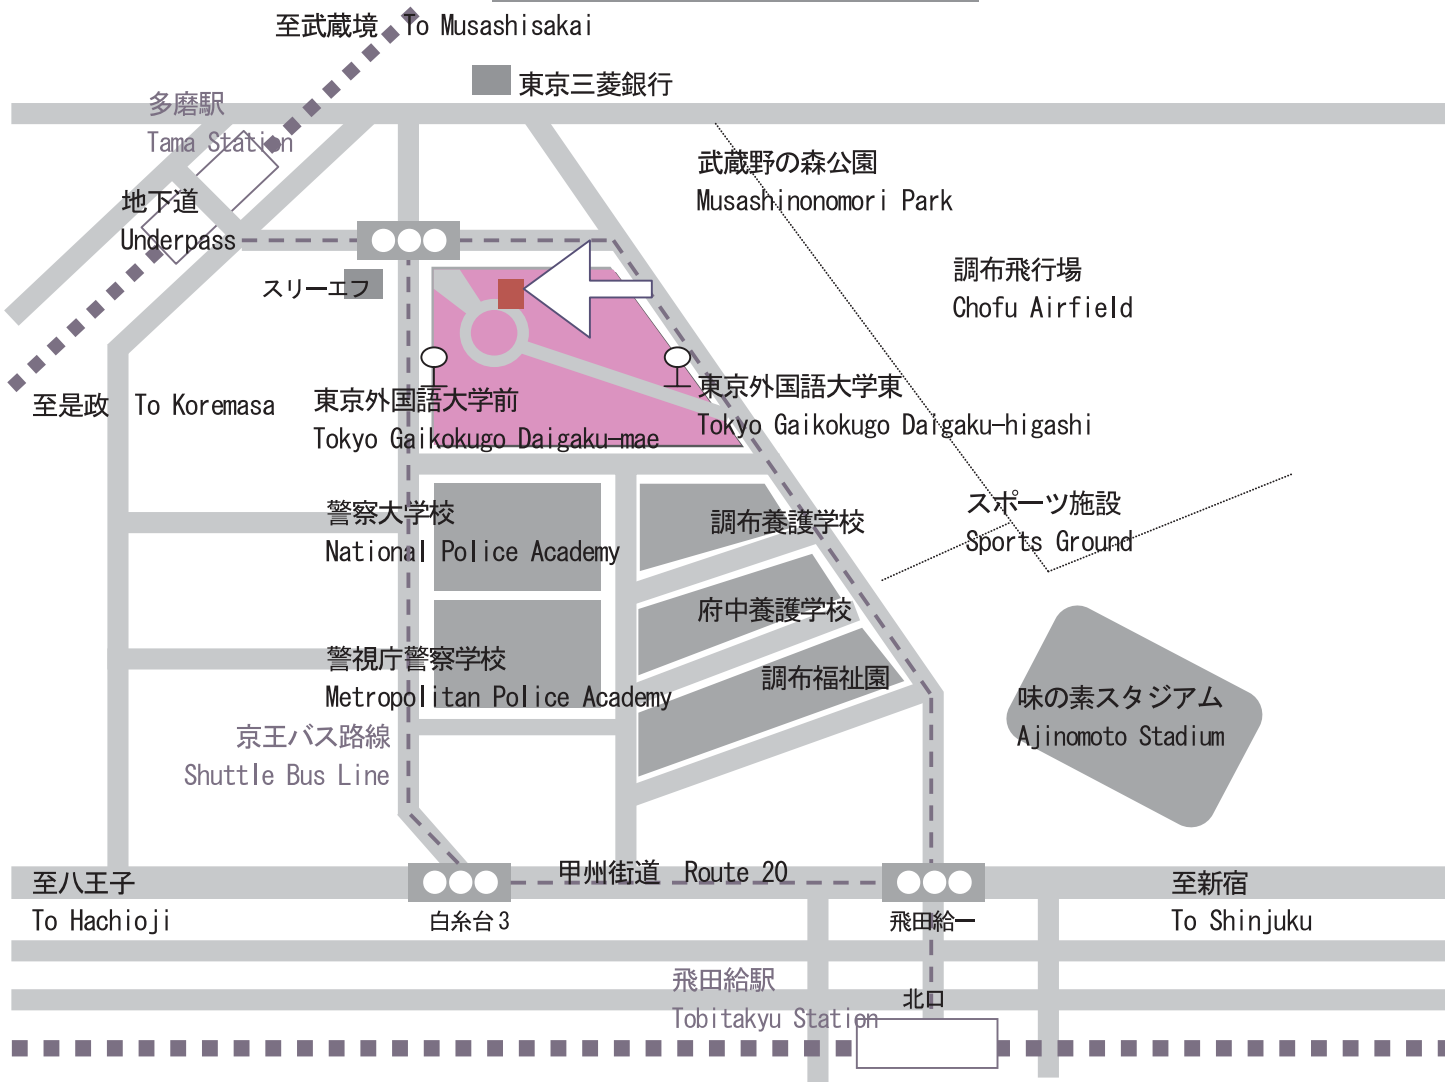 至武蔵境　To Musashisakai
東京三菱銀行
多磨駅
Tama Station
武蔵野の森公園
Musashinonomori Park
地下道
Underpass
調布飛行場
Chofu Airfield
スリーエフ
東京外国語大学東
Tokyo Gaikokugo Daigaku-higashi
至是政　To Koremasa
東京外国語大学前
Tokyo Gaikokugo Daigaku-mae
スポーツ施設
Sports Ground
警察大学校
National Police Academy
調布養護学校
府中養護学校
警視庁警察学校
Metropolitan Police Academy
調布福祉園
味の素スタジアム
Ajinomoto Stadium
京王バス路線
Shuttle Bus Line
甲州街道　Route 20
至八王子
To Hachioji
白糸台3
飛田給一
至新宿
To Shinjuku
飛田給駅
Tobitakyu Station
北口